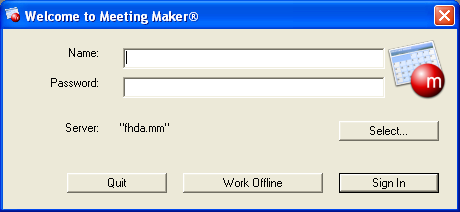 Welcome to Meeting Maker®
Name:
Password:
Server: "fhda.mm"
Select...
Quit Work Offline Sign In
m